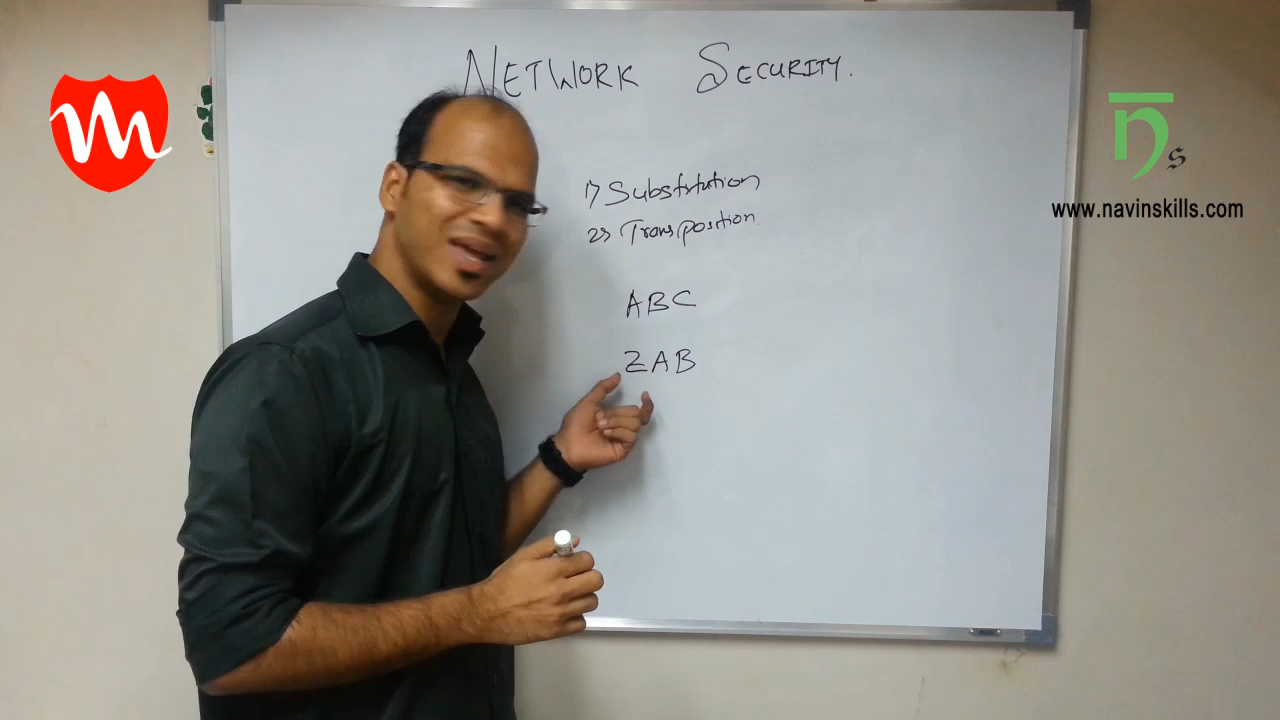 NETWORK SECURITY.
1) Substitution
2) Transposition
ABC
ZAB
n s
www.navinskills.com